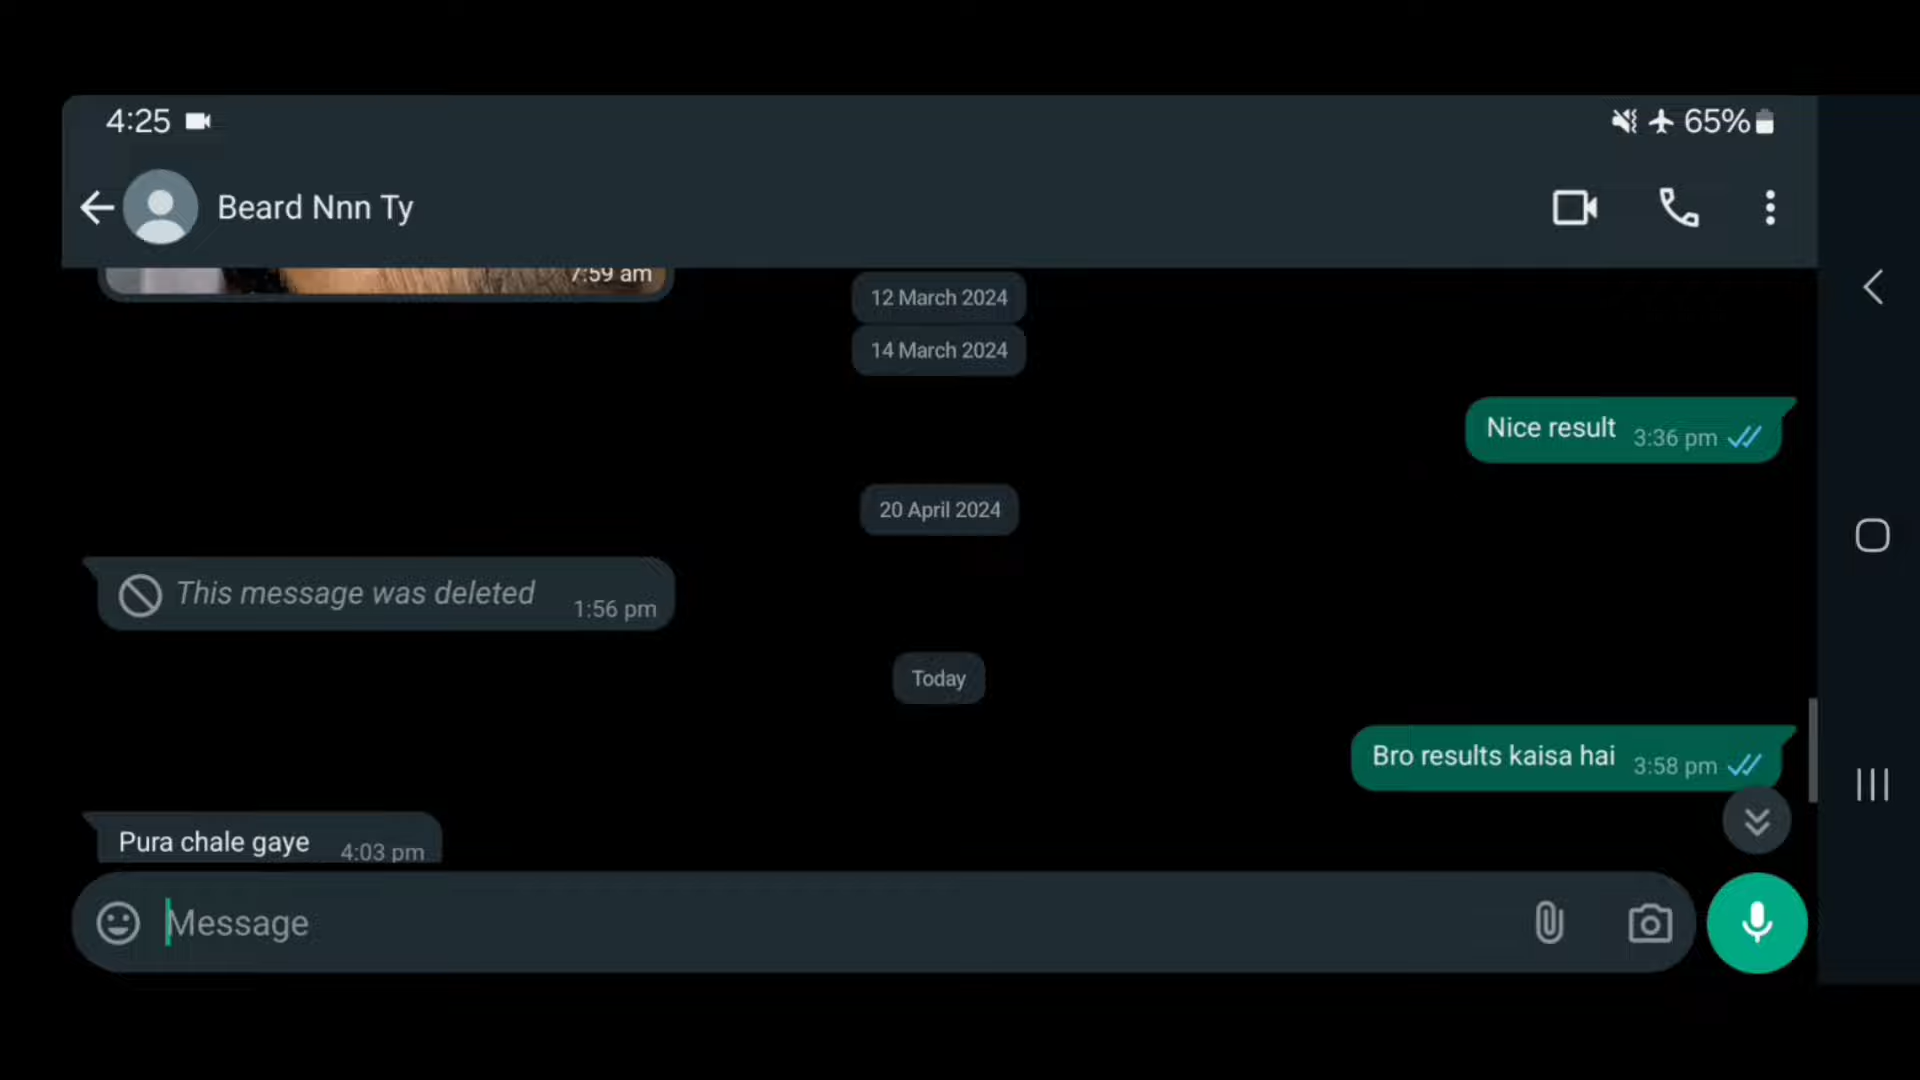 4:25
65%
Beard Nnn Ty
7:59 am
12 March 2024
14 March 2024
Nice result 3:36 pm
20 April 2024
This message was deleted 1:56 pm
Today
Bro results kaisa hai 3:58 pm
Pura chale gaye 4:03 pm
Message